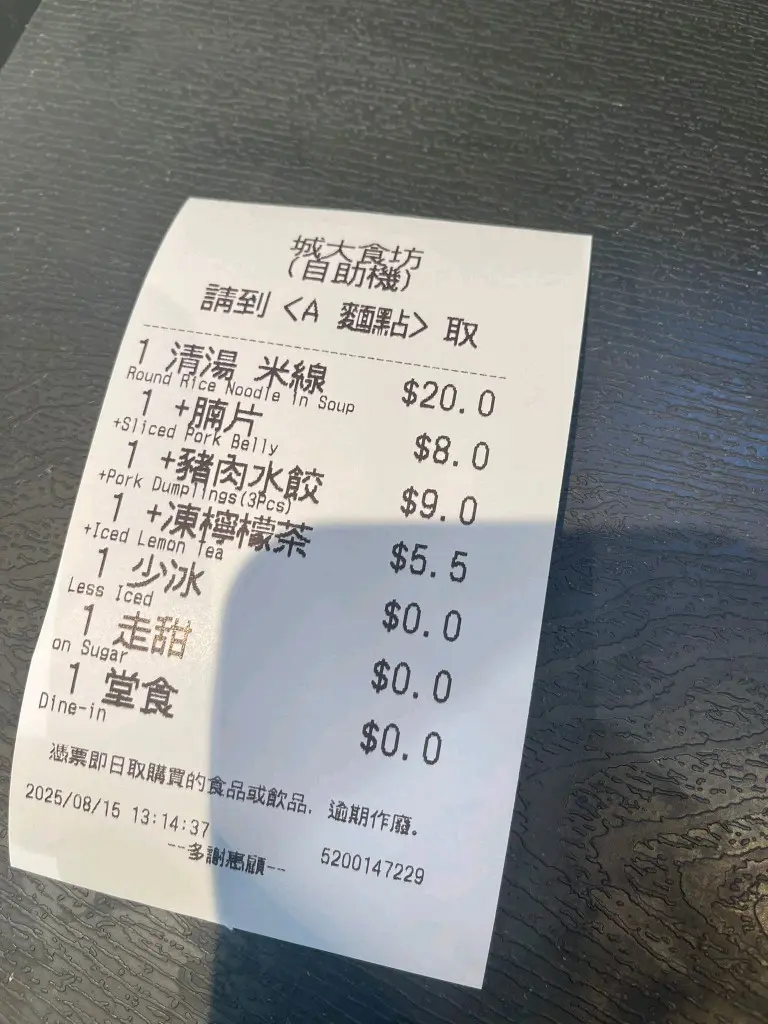 城大食坊
(自助機)
請到 <A 麵點> 取
1 清湯 米線 $20.0
Round Rice Noodle in Soup
1 +腩片 $8.0
+Sliced Pork Belly
1 +豬肉水餃 $9.0
+Pork Dumplings(3Pcs)
1 +凍檸檬茶 $5.5
+Iced Lemon Tea
1 少冰 $0.0
Less Iced
1 走甜 $0.0
on Sugar
1 堂食 $0.0
Dine-in
憑票即日取購買的食品或飲品, 逾期作廢.
2025/08/15 13:14:37 5200147229
--多謝惠顧--